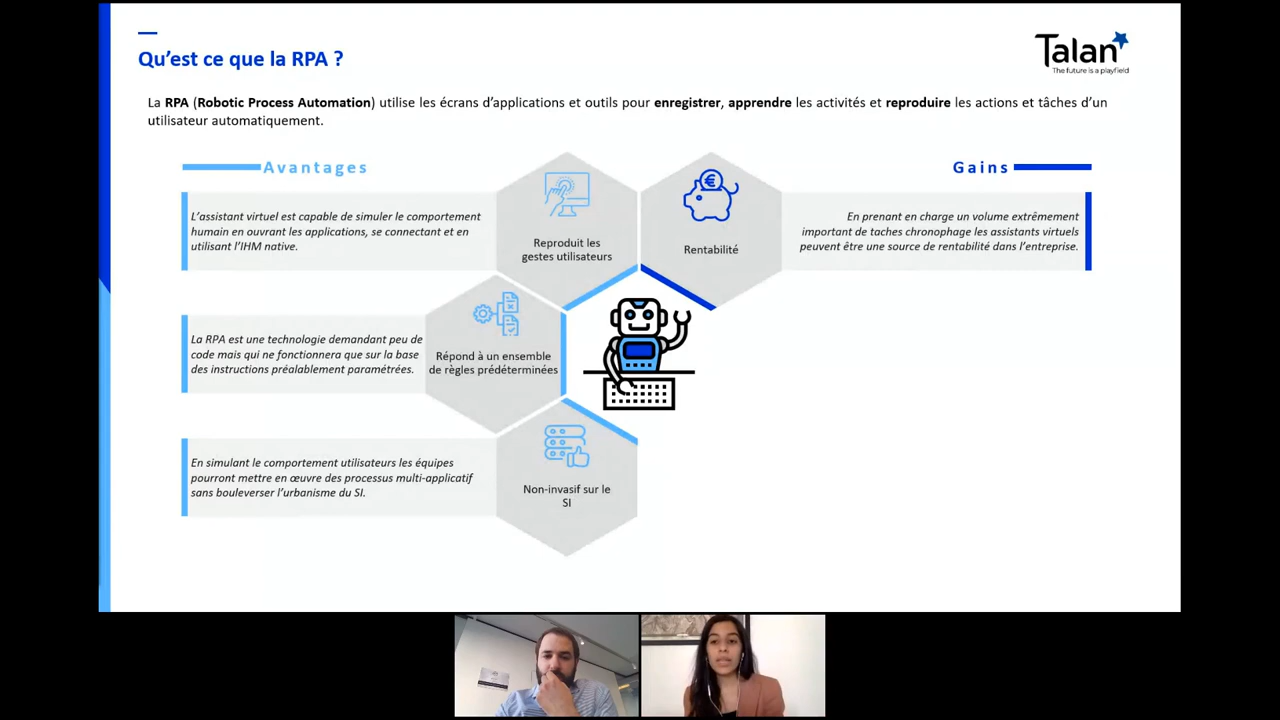 Qu'est ce que la RPA ?
Talan
The future is a playfield
La RPA (Robotic Process Automation) utilise les écrans d'applications et outils pour enregistrer, apprendre les activités et reproduire les actions et tâches d'un
utilisateur automatiquement.
Avantages
Gains
L'assistant virtuel est capable de simuler le comportement
humain en ouvrant les applications, se connectant et en
utilisant l'IHM native.
Reproduit les
gestes utilisateurs
Rentabilité
En prenant en charge un volume extrêmement
important de taches chronophage les assistants virtuels
peuvent être une source de rentabilité dans l'entreprise.
La RPA est une technologie demandant peu de
code mais qui ne fonctionnera que sur la base
des instructions préalablement paramétrées.
Répond à un ensemble
de règles prédéterminées
En simulant le comportement utilisateurs les équipes
pourront mettre en œuvre des processus multi-applicatif
sans bouleverser l'urbanisme du SI.
Non-invasif sur le
SI